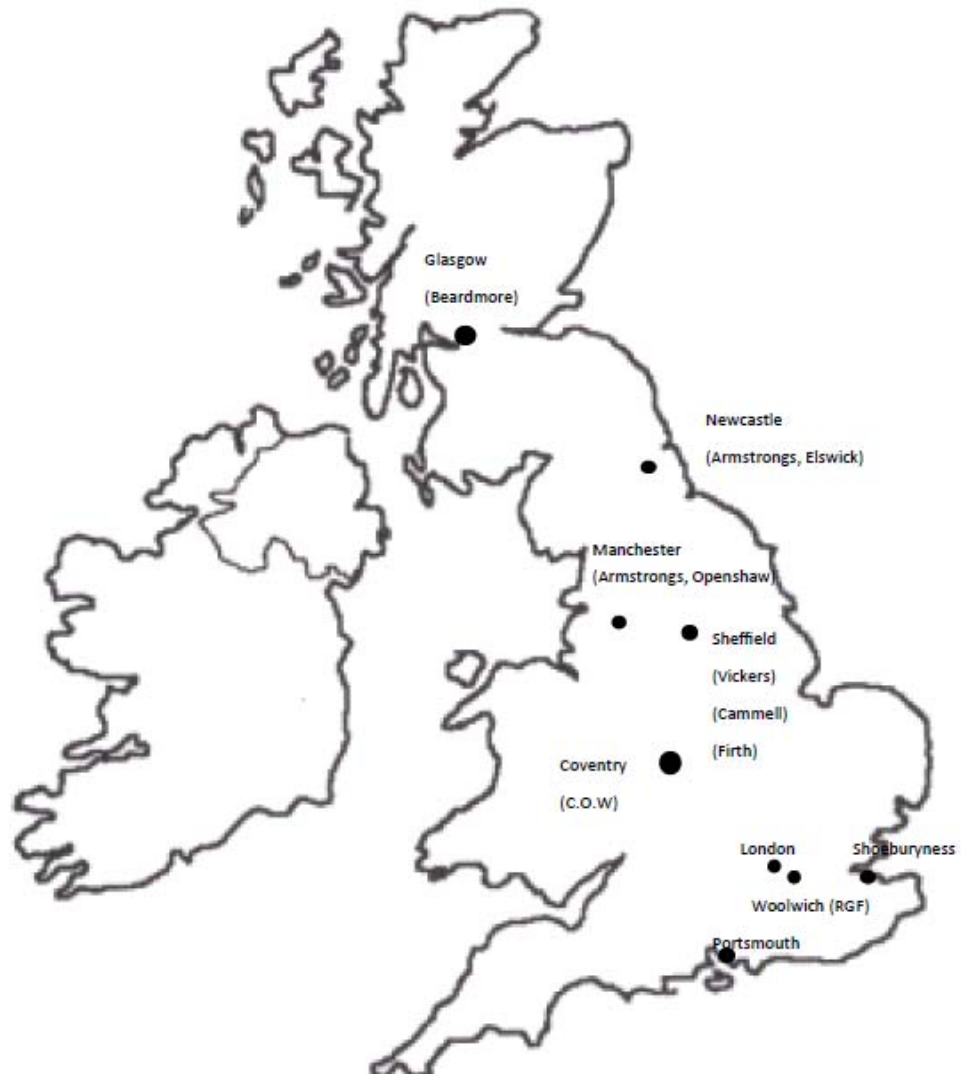 Glasgow
(Beardmore)
Newcastle
(Armstrongs, Elswick)
Manchester
(Armstrongs, Openshaw)
Sheffield
(Vickers)
(Cammell)
(Firth)
Coventry
(C.O.W)
London
Shoeburyness
Woolwich (RGF)
Portsmouth